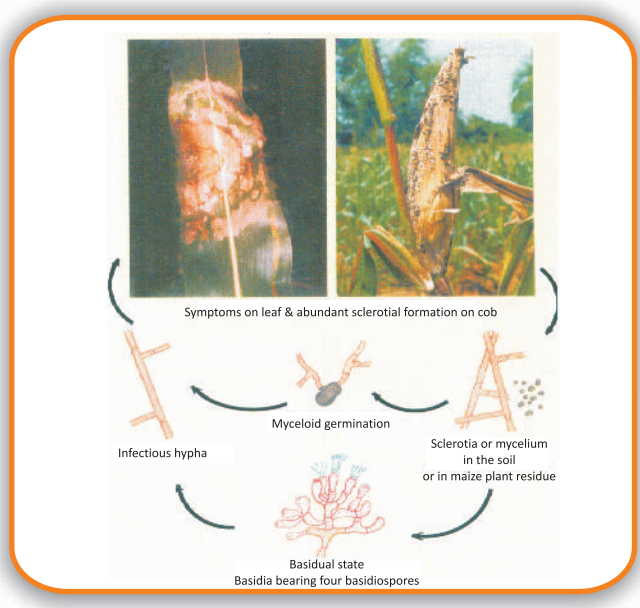 Symptoms on leaf & abundant sclerotial formation on cob
Myceloid germination
Infectious hypha
Sclerotia or mycelium
in the soil
or in maize plant residue
Basidual state
Basidia bearing four basidiospores